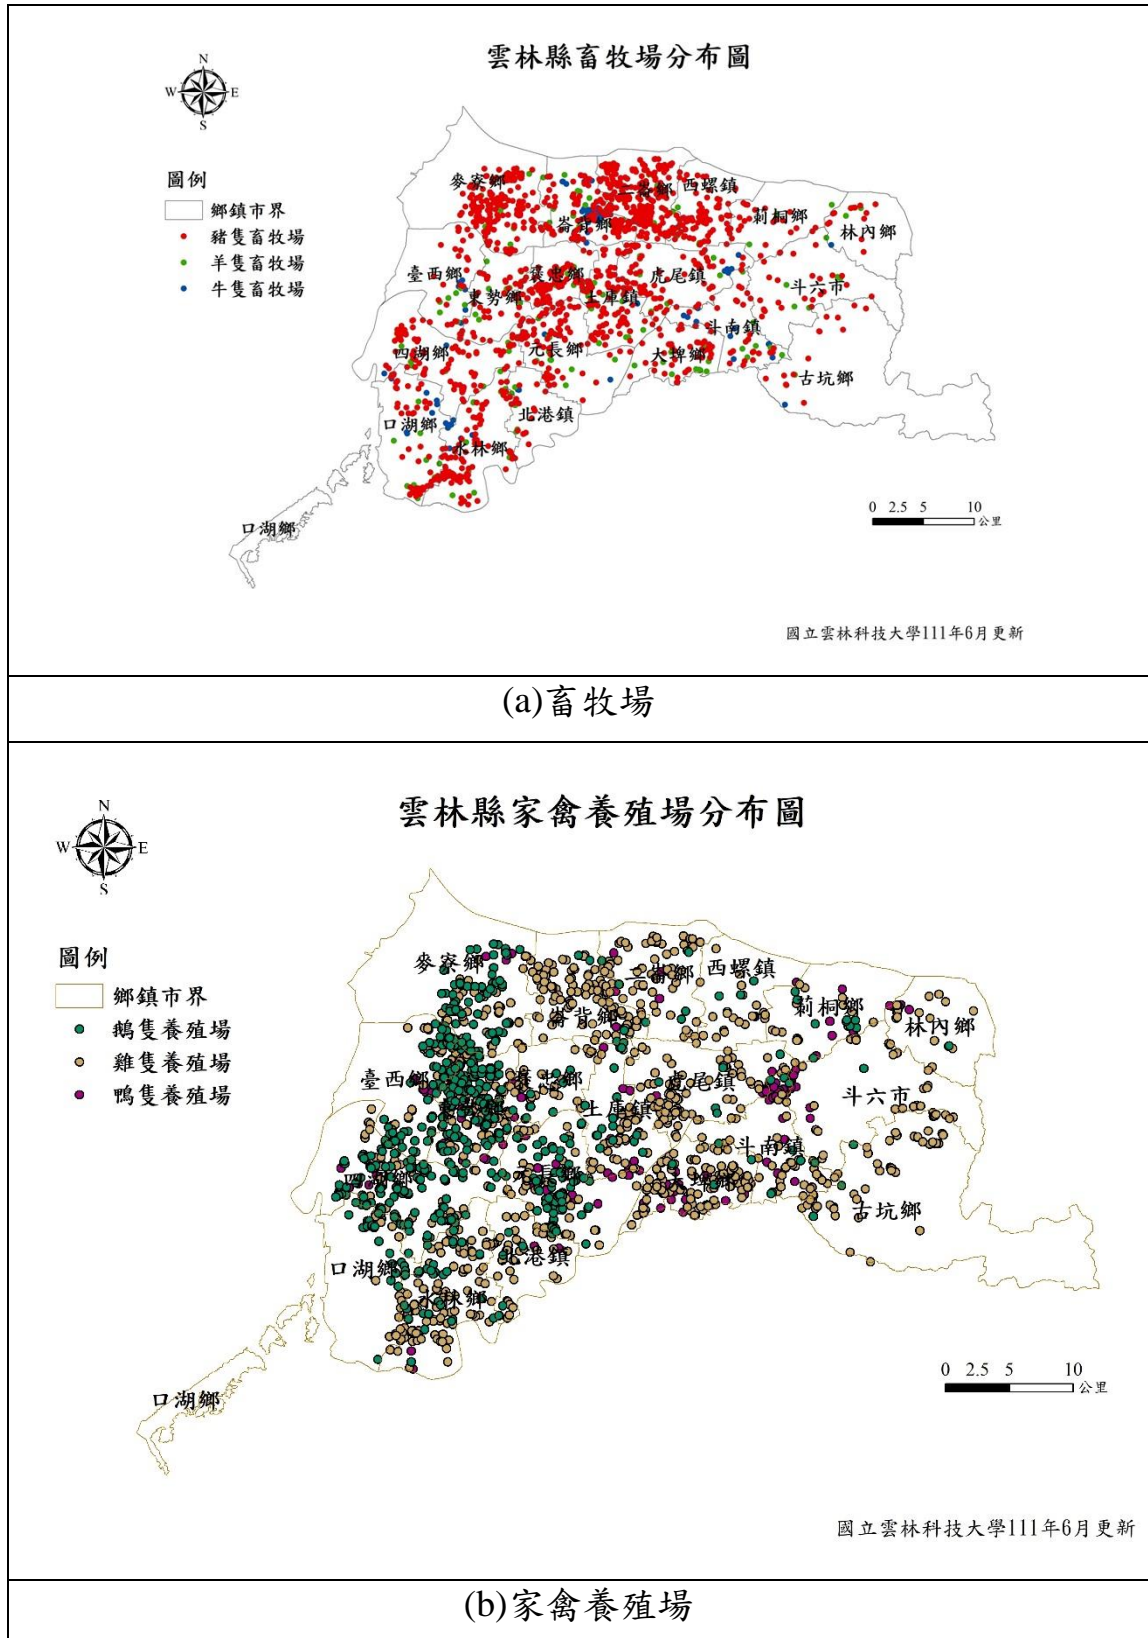 雲林縣畜牧場分布圖
N
W
E
S
圖例
鄉鎮市界
豬隻畜牧場
羊隻畜牧場
牛隻畜牧場
麥寮鄉
二崙鄉
西螺鎮
崙背鄉
莿桐鄉
林內鄉
臺西鄉
褒忠鄉
虎尾鎮
東勢鄉
土庫鎮
斗六市
斗南鎮
四湖鄉
元長鄉
大埤鄉
古坑鄉
口湖鄉
北港鎮
水林鄉
口湖鄉
0 2.5 5 10
公里
國立雲林科技大學111年6月更新
(a)畜牧場
雲林縣家禽養殖場分布圖
N
W
E
S
圖例
鄉鎮市界
鵝隻養殖場
雞隻養殖場
鴨隻養殖場
麥寮鄉
二崙鄉
西螺鎮
崙背鄉
莿桐鄉
林內鄉
臺西鄉
褒忠鄉
虎尾鎮
東勢鄉
土庫鎮
斗六市
斗南鎮
四湖鄉
元長鄉
大埤鄉
古坑鄉
口湖鄉
北港鎮
水林鄉
口湖鄉
0 2.5 5 10
公里
國立雲林科技大學111年6月更新
(b)家禽養殖場